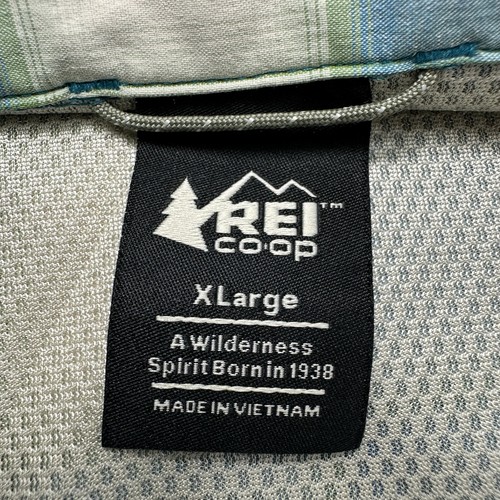 REI™
CO·OP
XLarge
A Wilderness
Spirit Born in 1938
MADE IN VIETNAM